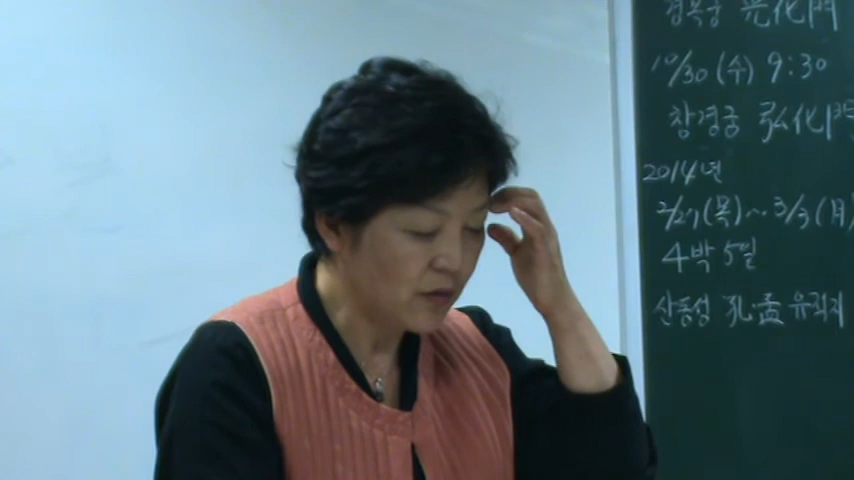 경복궁 光化門
10/30 (수) 9:30
창경궁 弘化門
2014년
2/27(목)~3/3(月)
4박5일
산동성 孔·孟 유적지